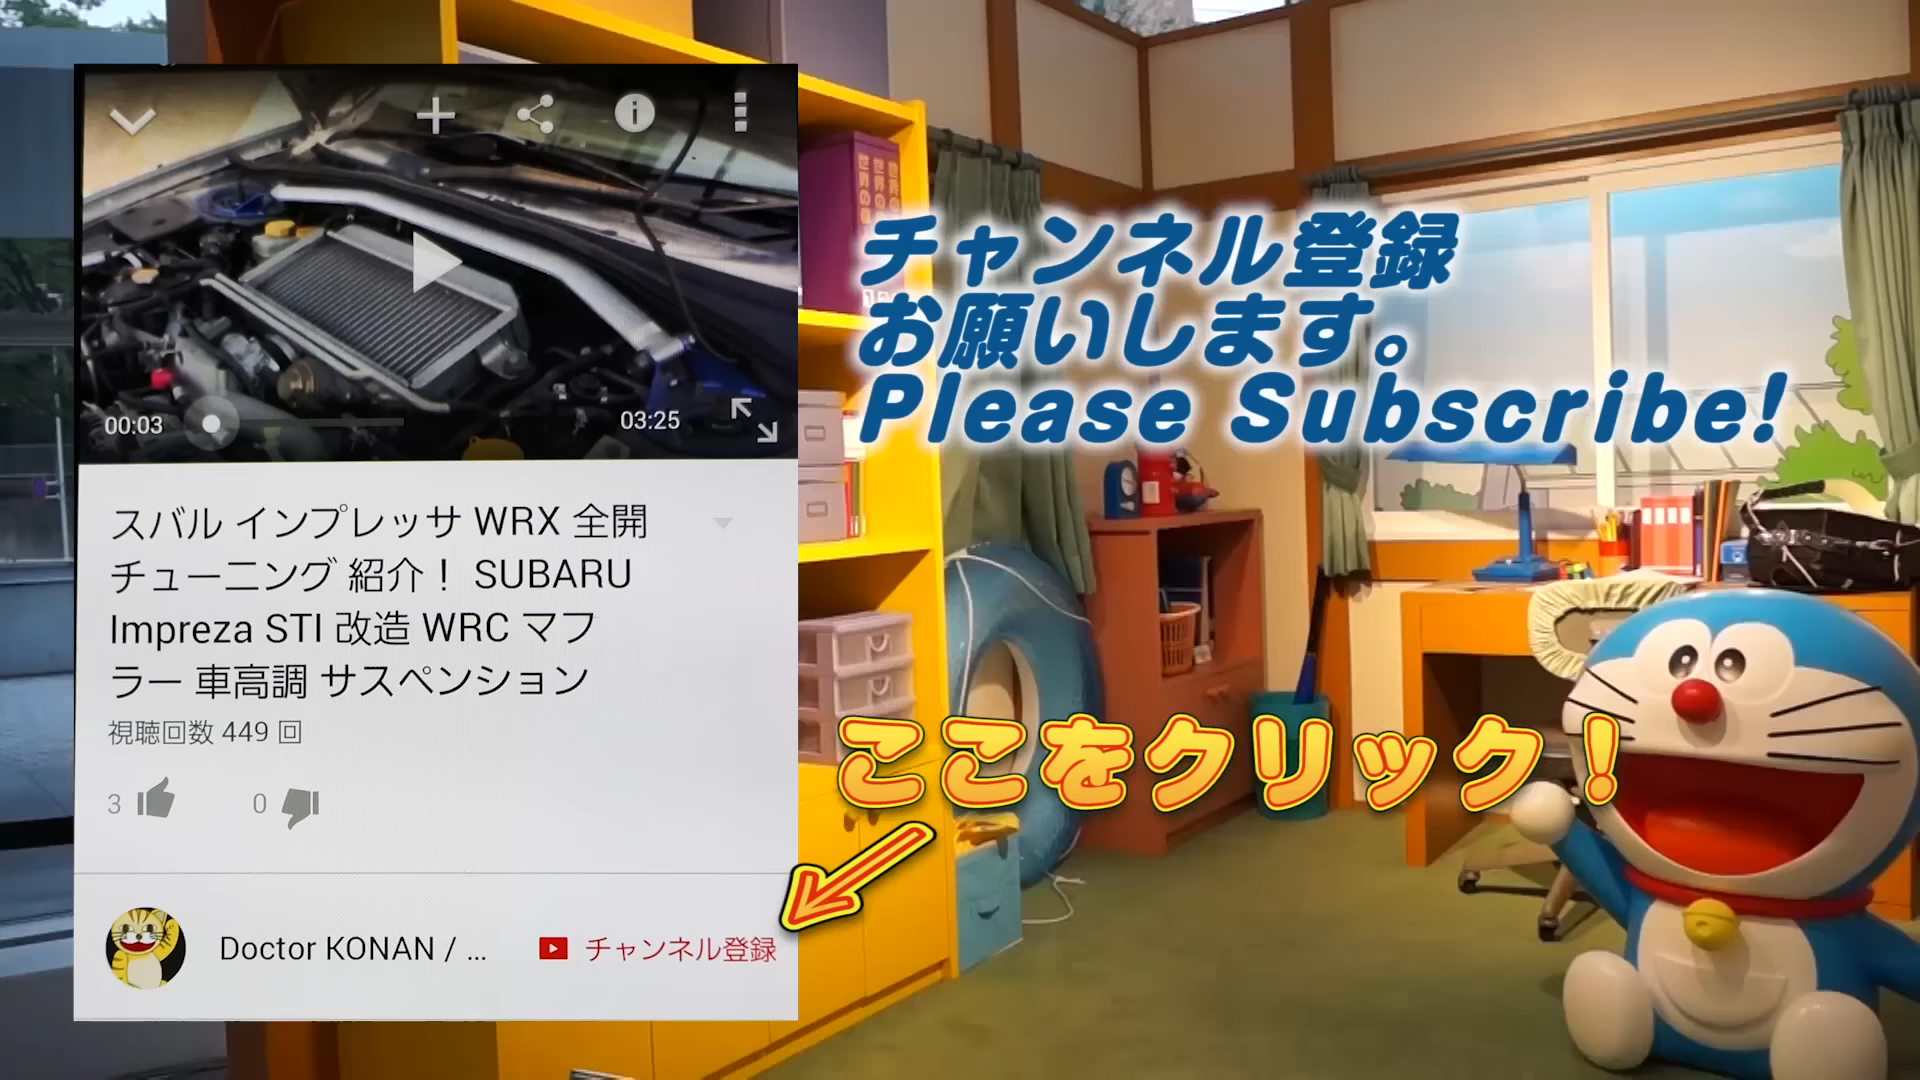 00:03
03:25
スバル インプレッサ WRX 全開
チューニング 紹介！ SUBARU
Impreza STI 改造 WRC マフ
ラー 車高調 サスペンション
視聴回数 449 回
3
0
Doctor KONAN / ...
チャンネル登録
チャンネル登録
お願いします。
Please Subscribe!
ここをクリック！